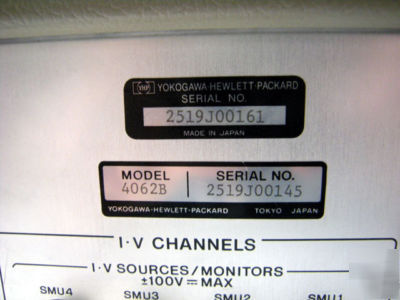 YHP YOKOGAWA-HEWLETT-PACKARD
SERIAL NO.
2519J00161
MADE IN JAPAN
MODEL SERIAL NO.
4062B 2519J00145
YOKOGAWA-HEWLETT-PACKARD TOKYO JAPAN
I-V CHANNELS
I-V SOURCES/MONITORS
±100V⎓MAX
SMU4 SMU3 SMU2 SMU1